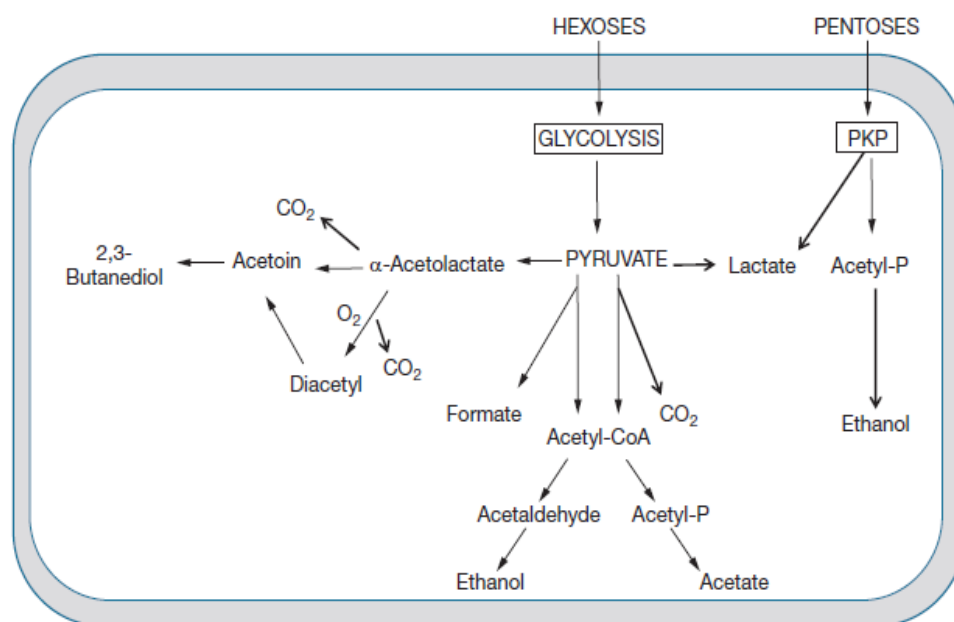 HEXOSES
PENTOSES
GLYCOLYSIS
PKP
CO₂
2,3-
Butanediol
Acetoin
α-Acetolactate
PYRUVATE
Lactate
Acetyl-P
O₂
CO₂
Diacetyl
Formate
CO₂
Acetyl-CoA
Ethanol
Acetaldehyde
Acetyl-P
Ethanol
Acetate